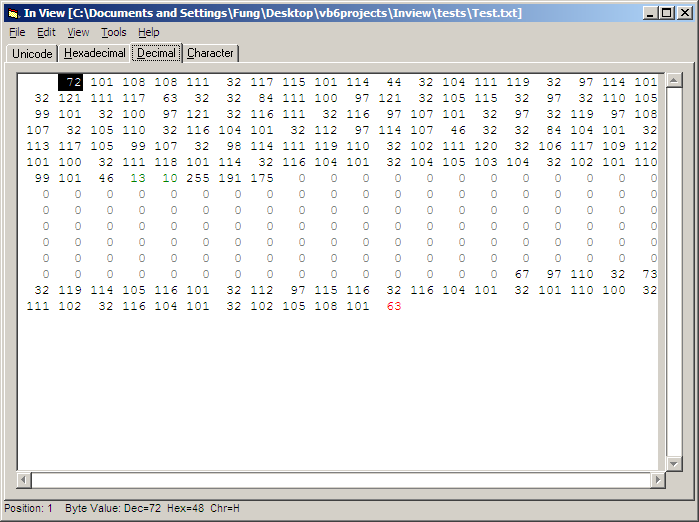 In View [C:\Documents and Settings\Fung\Desktop\vb6projects\Inview\tests\Test.txt]
File Edit View Tools Help
Unicode Hexadecimal Decimal Character
72 101 108 108 111 32 117 115 101 114 44 32 104 111 119 32 97 114 101
32 121 111 117 63 32 32 84 111 100 97 121 32 105 115 32 97 32 110 105
99 101 32 100 97 121 32 116 111 32 116 97 107 101 32 97 32 119 97 108
107 32 105 110 32 116 104 101 32 112 97 114 107 46 32 32 84 104 101 32
113 117 105 99 107 32 98 114 111 119 110 32 102 111 120 32 106 117 109 112
101 100 32 111 118 101 114 32 116 104 101 32 104 105 103 104 32 102 101 110
99 101 46 13 10 255 191 175 0 0 0 0 0 0 0 0 0 0 0 0
0 0 0 0 0 0 0 0 0 0 0 0 0 0 0 0 0 0 0 0
0 0 0 0 0 0 0 0 0 0 0 0 0 0 0 0 0 0 0 0
0 0 0 0 0 0 0 0 0 0 0 0 0 0 0 0 0 0 0 0
0 0 0 0 0 0 0 0 0 0 0 0 0 0 0 0 0 0 0 0
0 0 0 0 0 0 0 0 0 0 0 0 0 0 0 0 0 0 0 0
0 0 0 0 0 0 0 0 0 0 0 0 0 0 0 67 97 110 32 73
32 119 114 105 116 101 32 112 97 115 116 32 116 104 101 32 101 110 100 32
111 102 32 116 104 101 32 102 105 108 101 63
Position: 1 Byte Value: Dec=72 Hex=48 Chr=H